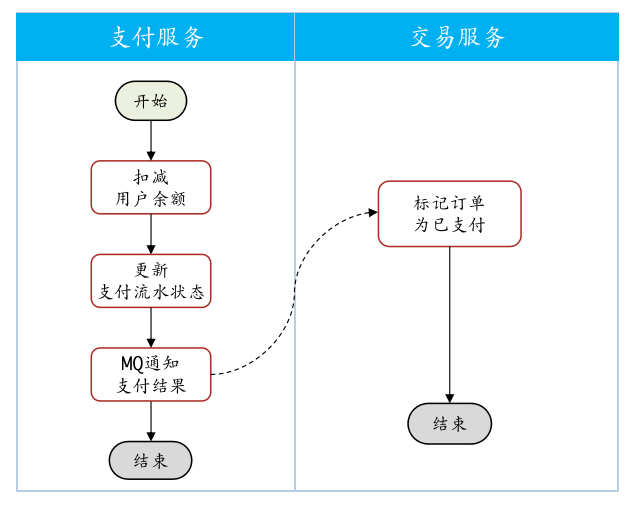 支付服务
交易服务
开始
扣减
用户余额
更新
支付流水状态
MQ通知
支付结果
结束
标记订单
为已支付
结束